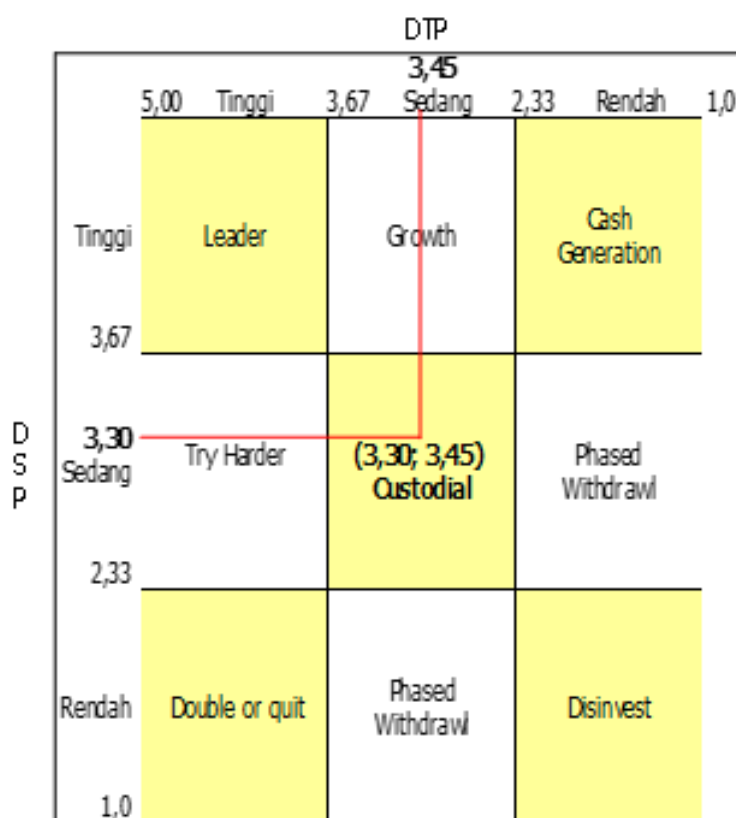 DTP
3,45
5,00 Tinggi 3,67 Sedang 2,33 Rendah 1,0
Tinggi Leader Growth Cash
Generation
3,67
D
S
P
3,30
Sedang
Try Harder
(3,30; 3,45)
Custodial
Phased
Withdrawl
2,33
Rendah Double or quit Phased
Withdrawl
Disinvest
1,0